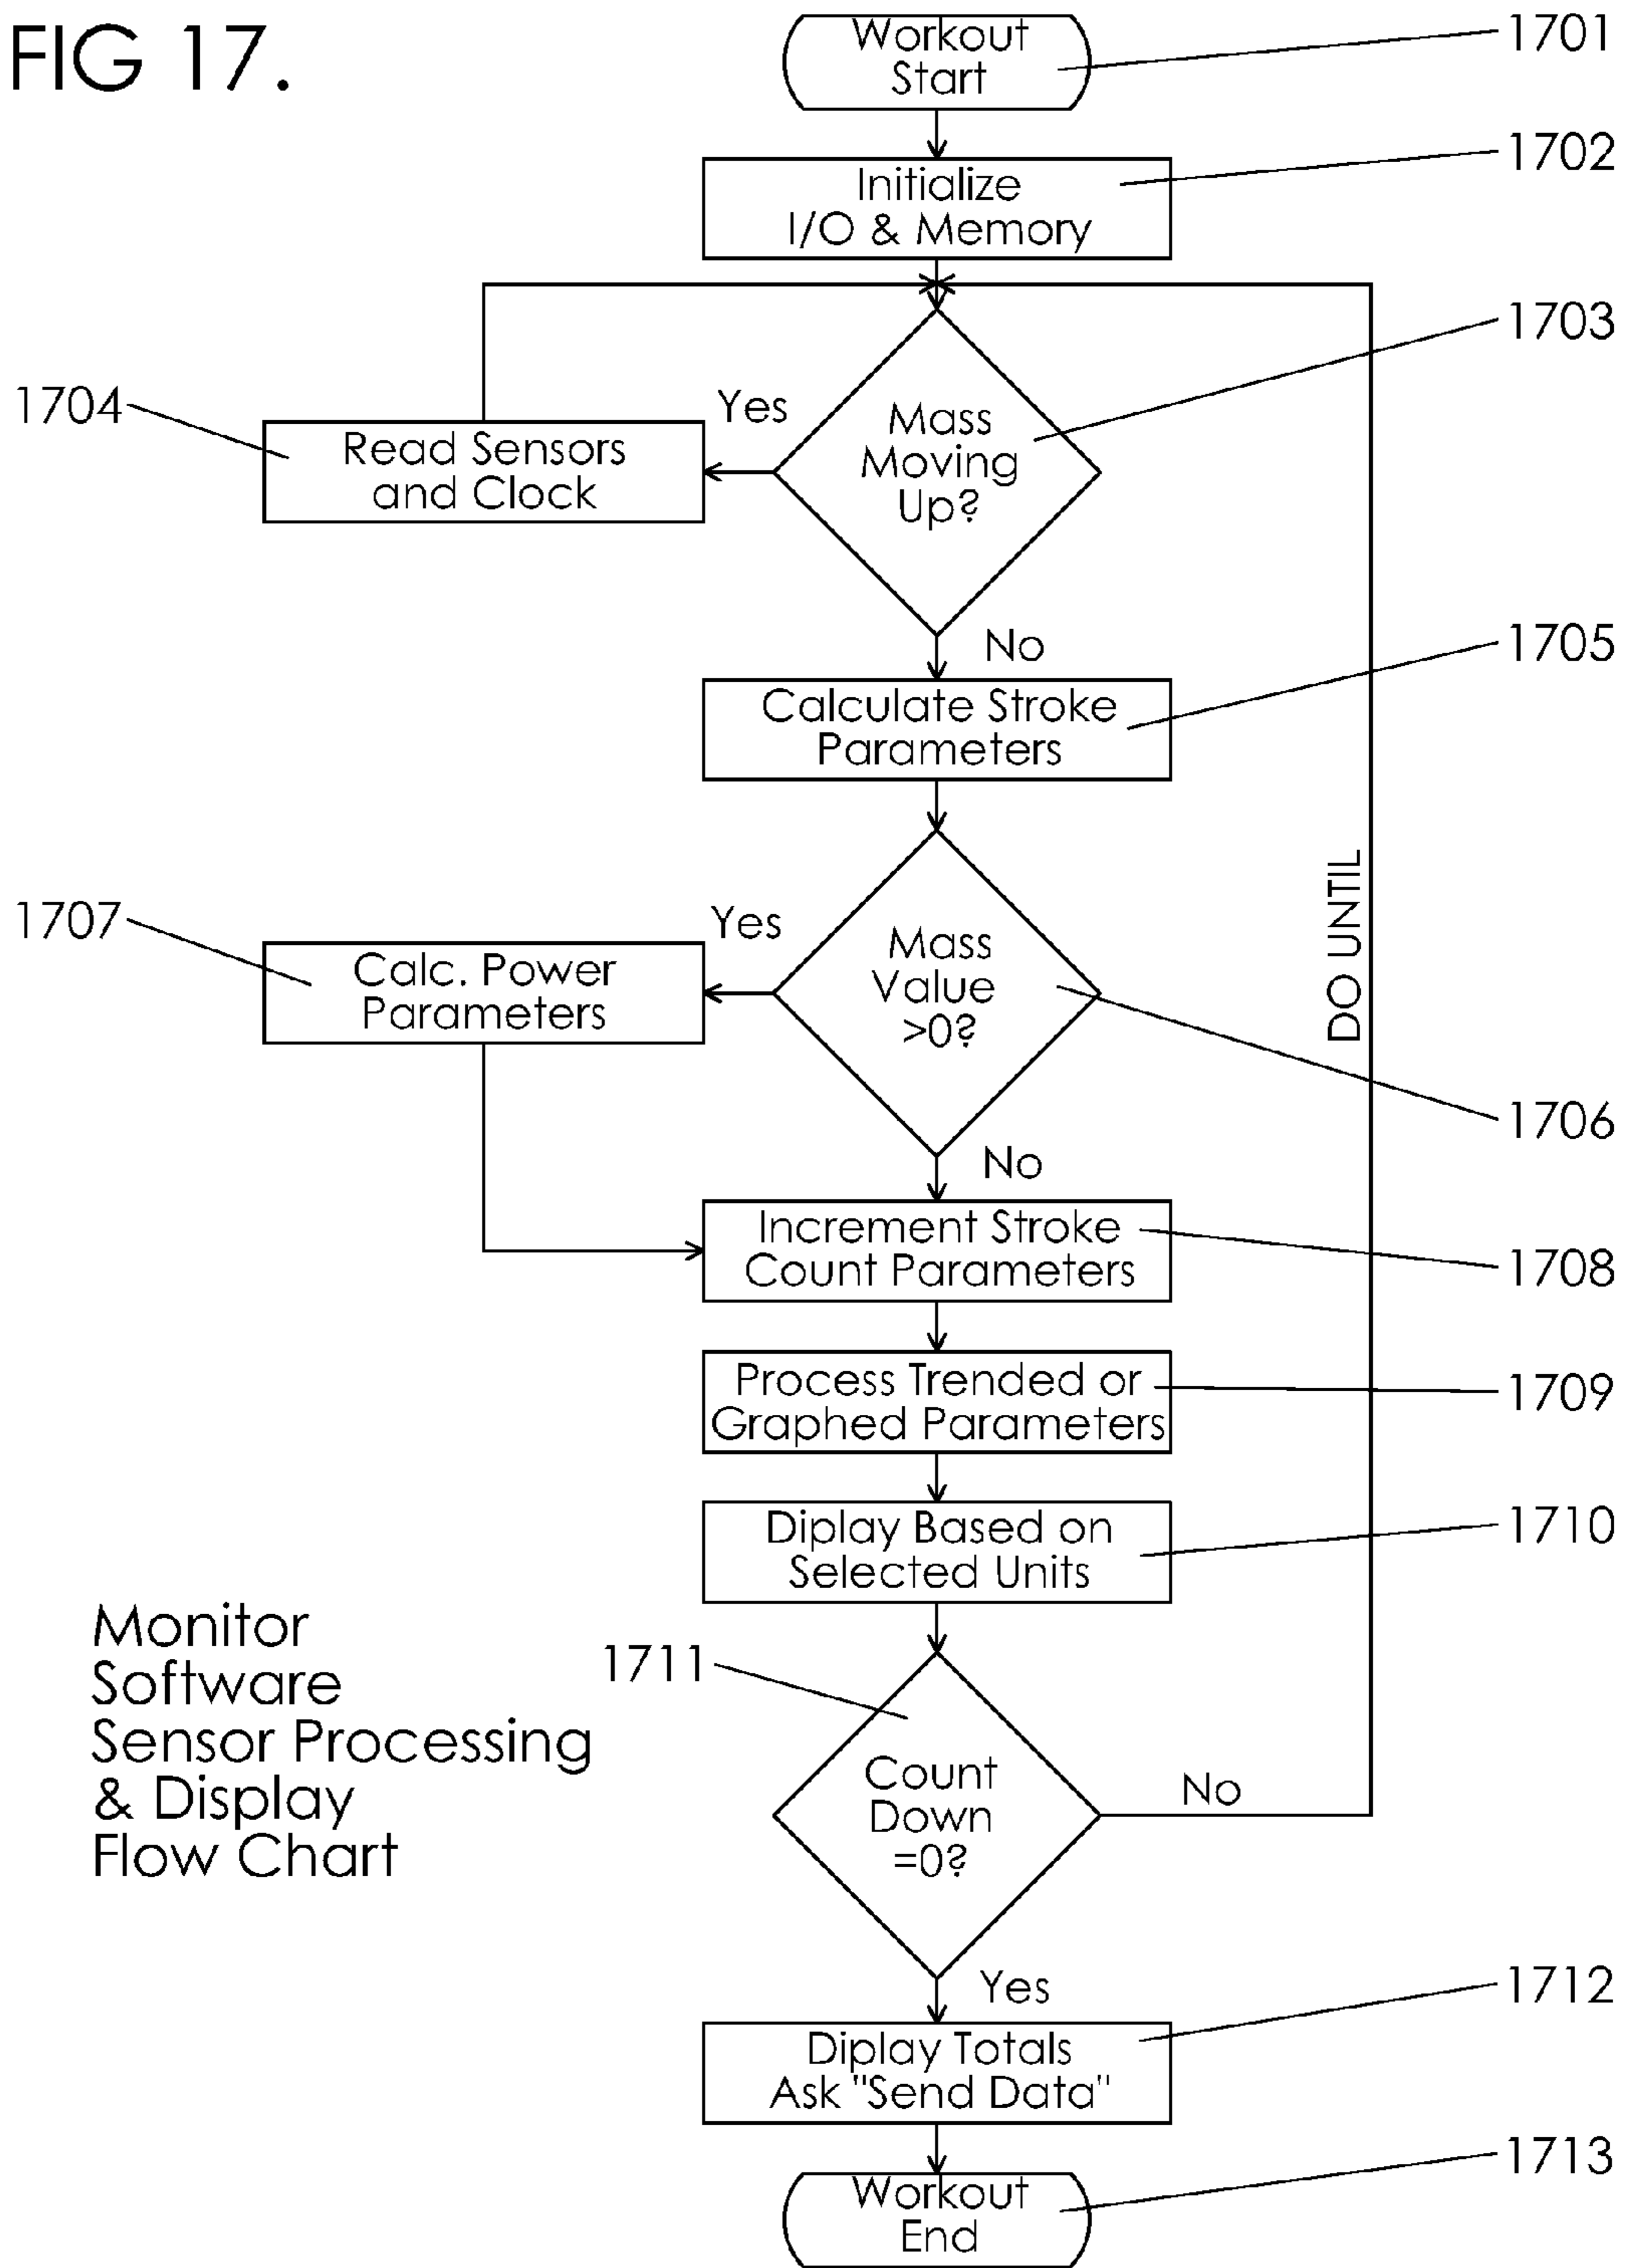 FIG 17.
Workout
Start
1701
Initialize
I/O & Memory
1702
Mass
Moving
Up?
1703
Yes
1704
Read Sensors
and Clock
No
Calculate Stroke
Parameters
1705
Mass
Value
>0?
1706
Yes
1707
Calc. Power
Parameters
No
Increment Stroke
Count Parameters
1708
Process Trended or
Graphed Parameters
1709
Diplay Based on
Selected Units
1710
1711
Count
Down
=0?
No
DO UNTIL
Yes
Diplay Totals
Ask "Send Data"
1712
Workout
End
1713
Monitor
Software
Sensor Processing
& Display
Flow Chart